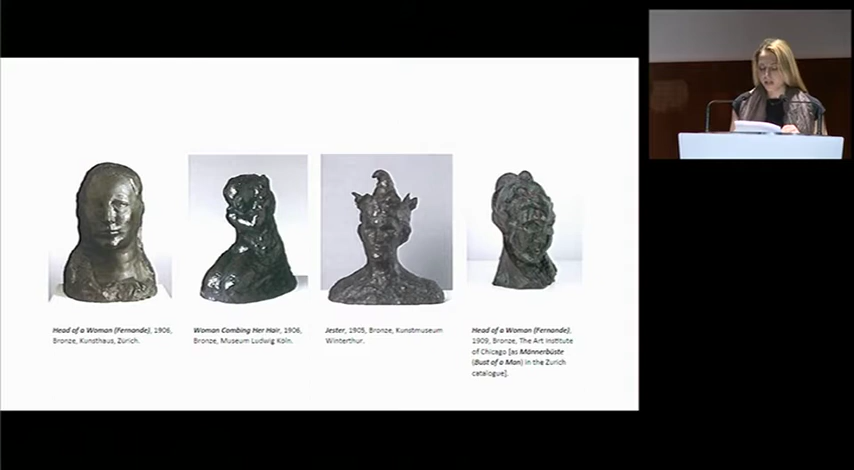 Head of a Woman (Fernande), 1906,
Bronze, Kunsthaus, Zürich.
Woman Combing Her Hair, 1906,
Bronze, Museum Ludwig Köln.
Jester, 1905, Bronze, Kunstmuseum
Winterthur.
Head of a Woman (Fernande),
1909, Bronze, The Art Institute
of Chicago [as Männerbüste
(Bust of a Man) in the Zurich
catalogue].